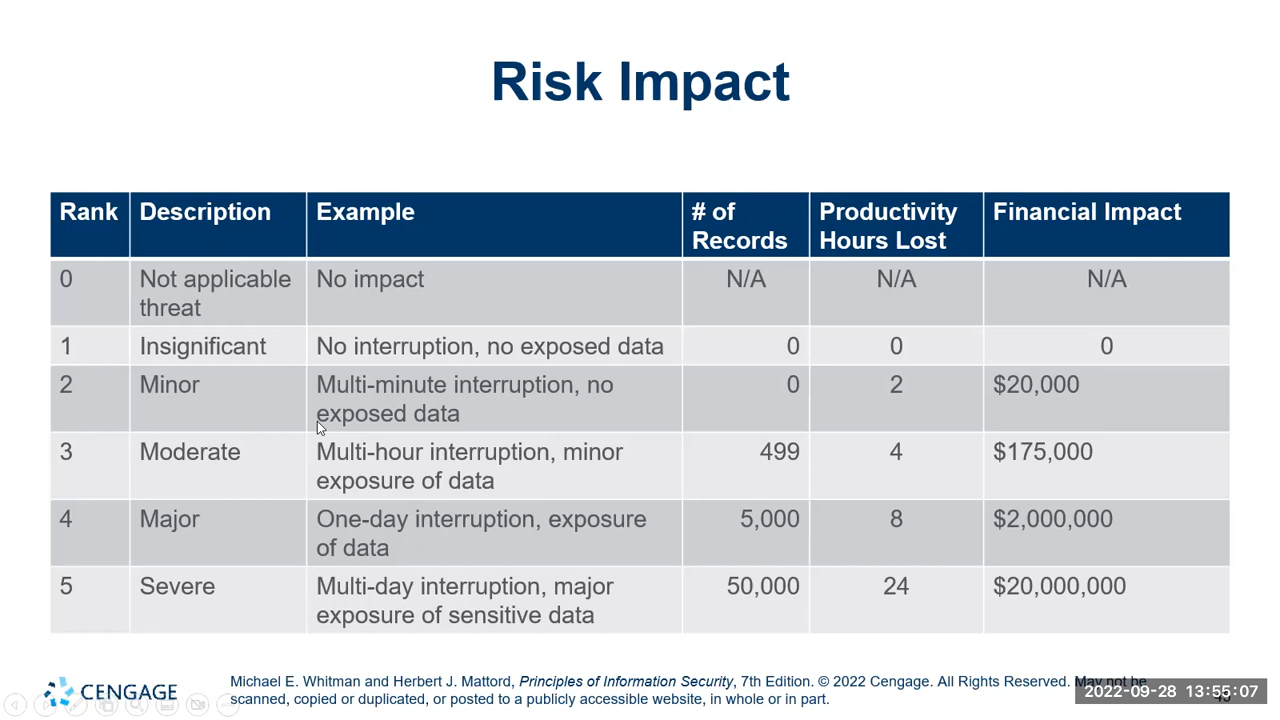 Risk Impact
Rank Description Example # of Records Productivity Hours Lost Financial Impact
0 Not applicable threat No impact N/A N/A N/A
1 Insignificant No interruption, no exposed data 0 0 0
2 Minor Multi-minute interruption, no exposed data 0 2 $20,000
3 Moderate Multi-hour interruption, minor exposure of data 499 4 $175,000
4 Major One-day interruption, exposure of data 5,000 8 $2,000,000
5 Severe Multi-day interruption, major exposure of sensitive data 50,000 24 $20,000,000
CENGAGE
Michael E. Whitman and Herbert J. Mattord, Principles of Information Security, 7th Edition. © 2022 Cengage. All Rights Reserved. May not be
scanned, copied or duplicated, or posted to a publicly accessible website, in whole or in part.
2022-09-28 13:55:07